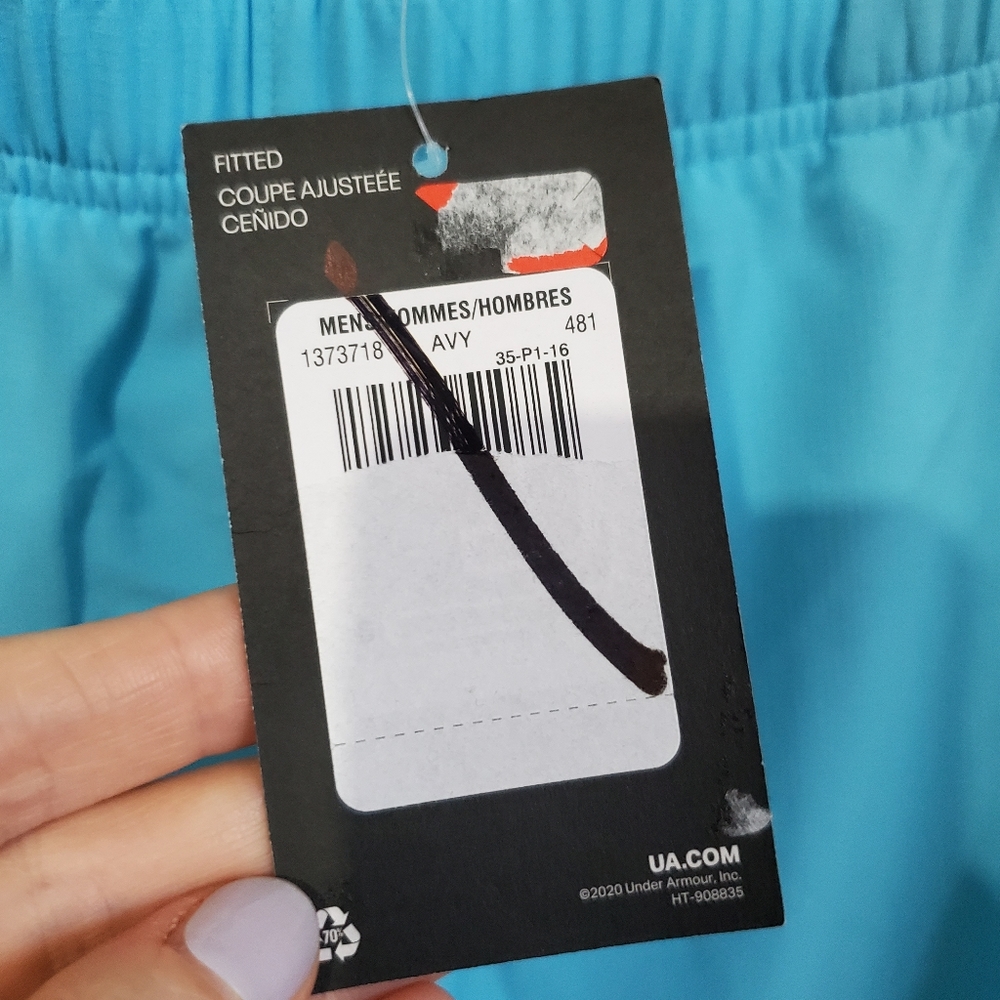 FITTED
COUPE AJUSTEÉE
CEÑIDO
MENS OMMES/HOMBRES
1373718 AVY 481
35-P1-16
UA.COM
©2020 Under Armour, Inc.
HT-908835
70%